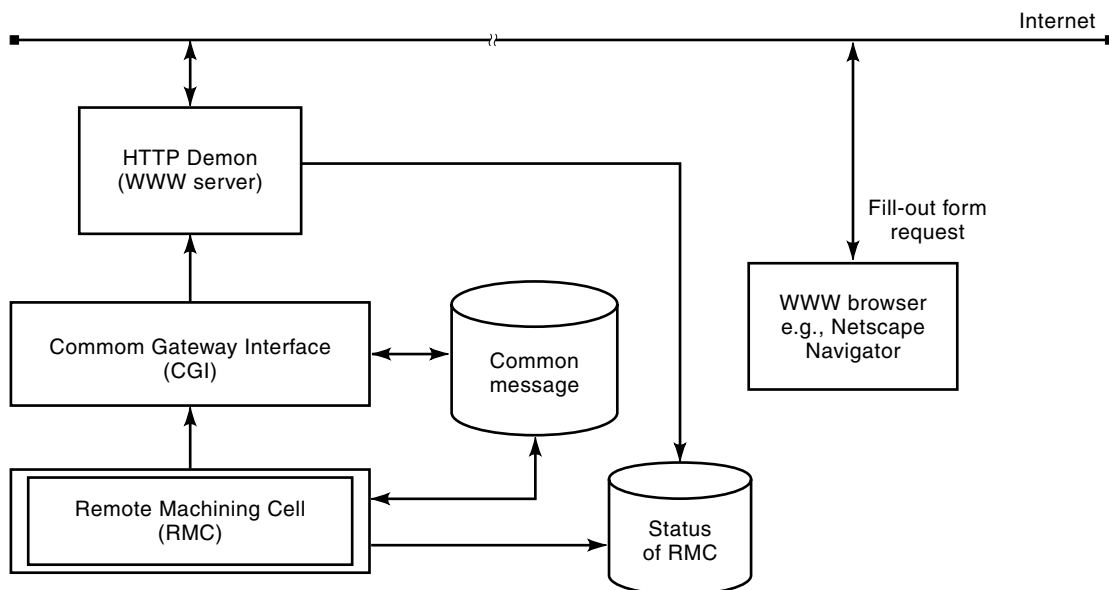 Internet
HTTP Demon
(WWW server)
Fill-out form
request
WWW browser
e.g., Netscape
Navigator
Commom Gateway Interface
(CGI)
Common
message
Remote Machining Cell
(RMC)
Status
of RMC